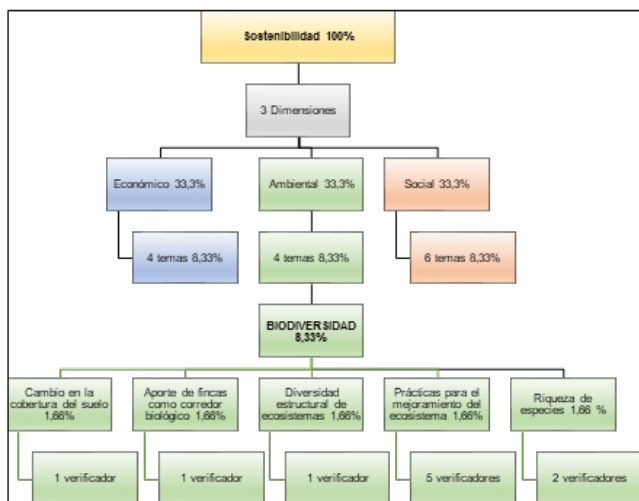 Sostenibilidad 100%
3 Dimensiones
Económico 33,3%
Ambiental 33,3%
Social 33,3%
4 temas 8,33%
4 temas 8,33%
6 temas 8,33%
BIODIVERSIDAD
8,33%
Cambio en la
cobertura del suelo
1,66%
Aporte de fincas
como corredor
biológico 1,66%
Diversidad
estructural de
ecosistemas 1,66%
Prácticas para el
mejoramiento del
ecosistema 1,66%
Riqueza de
especies 1,66 %
1 verificador
1 verificador
1 verificador
5 verificadores
2 verificadores